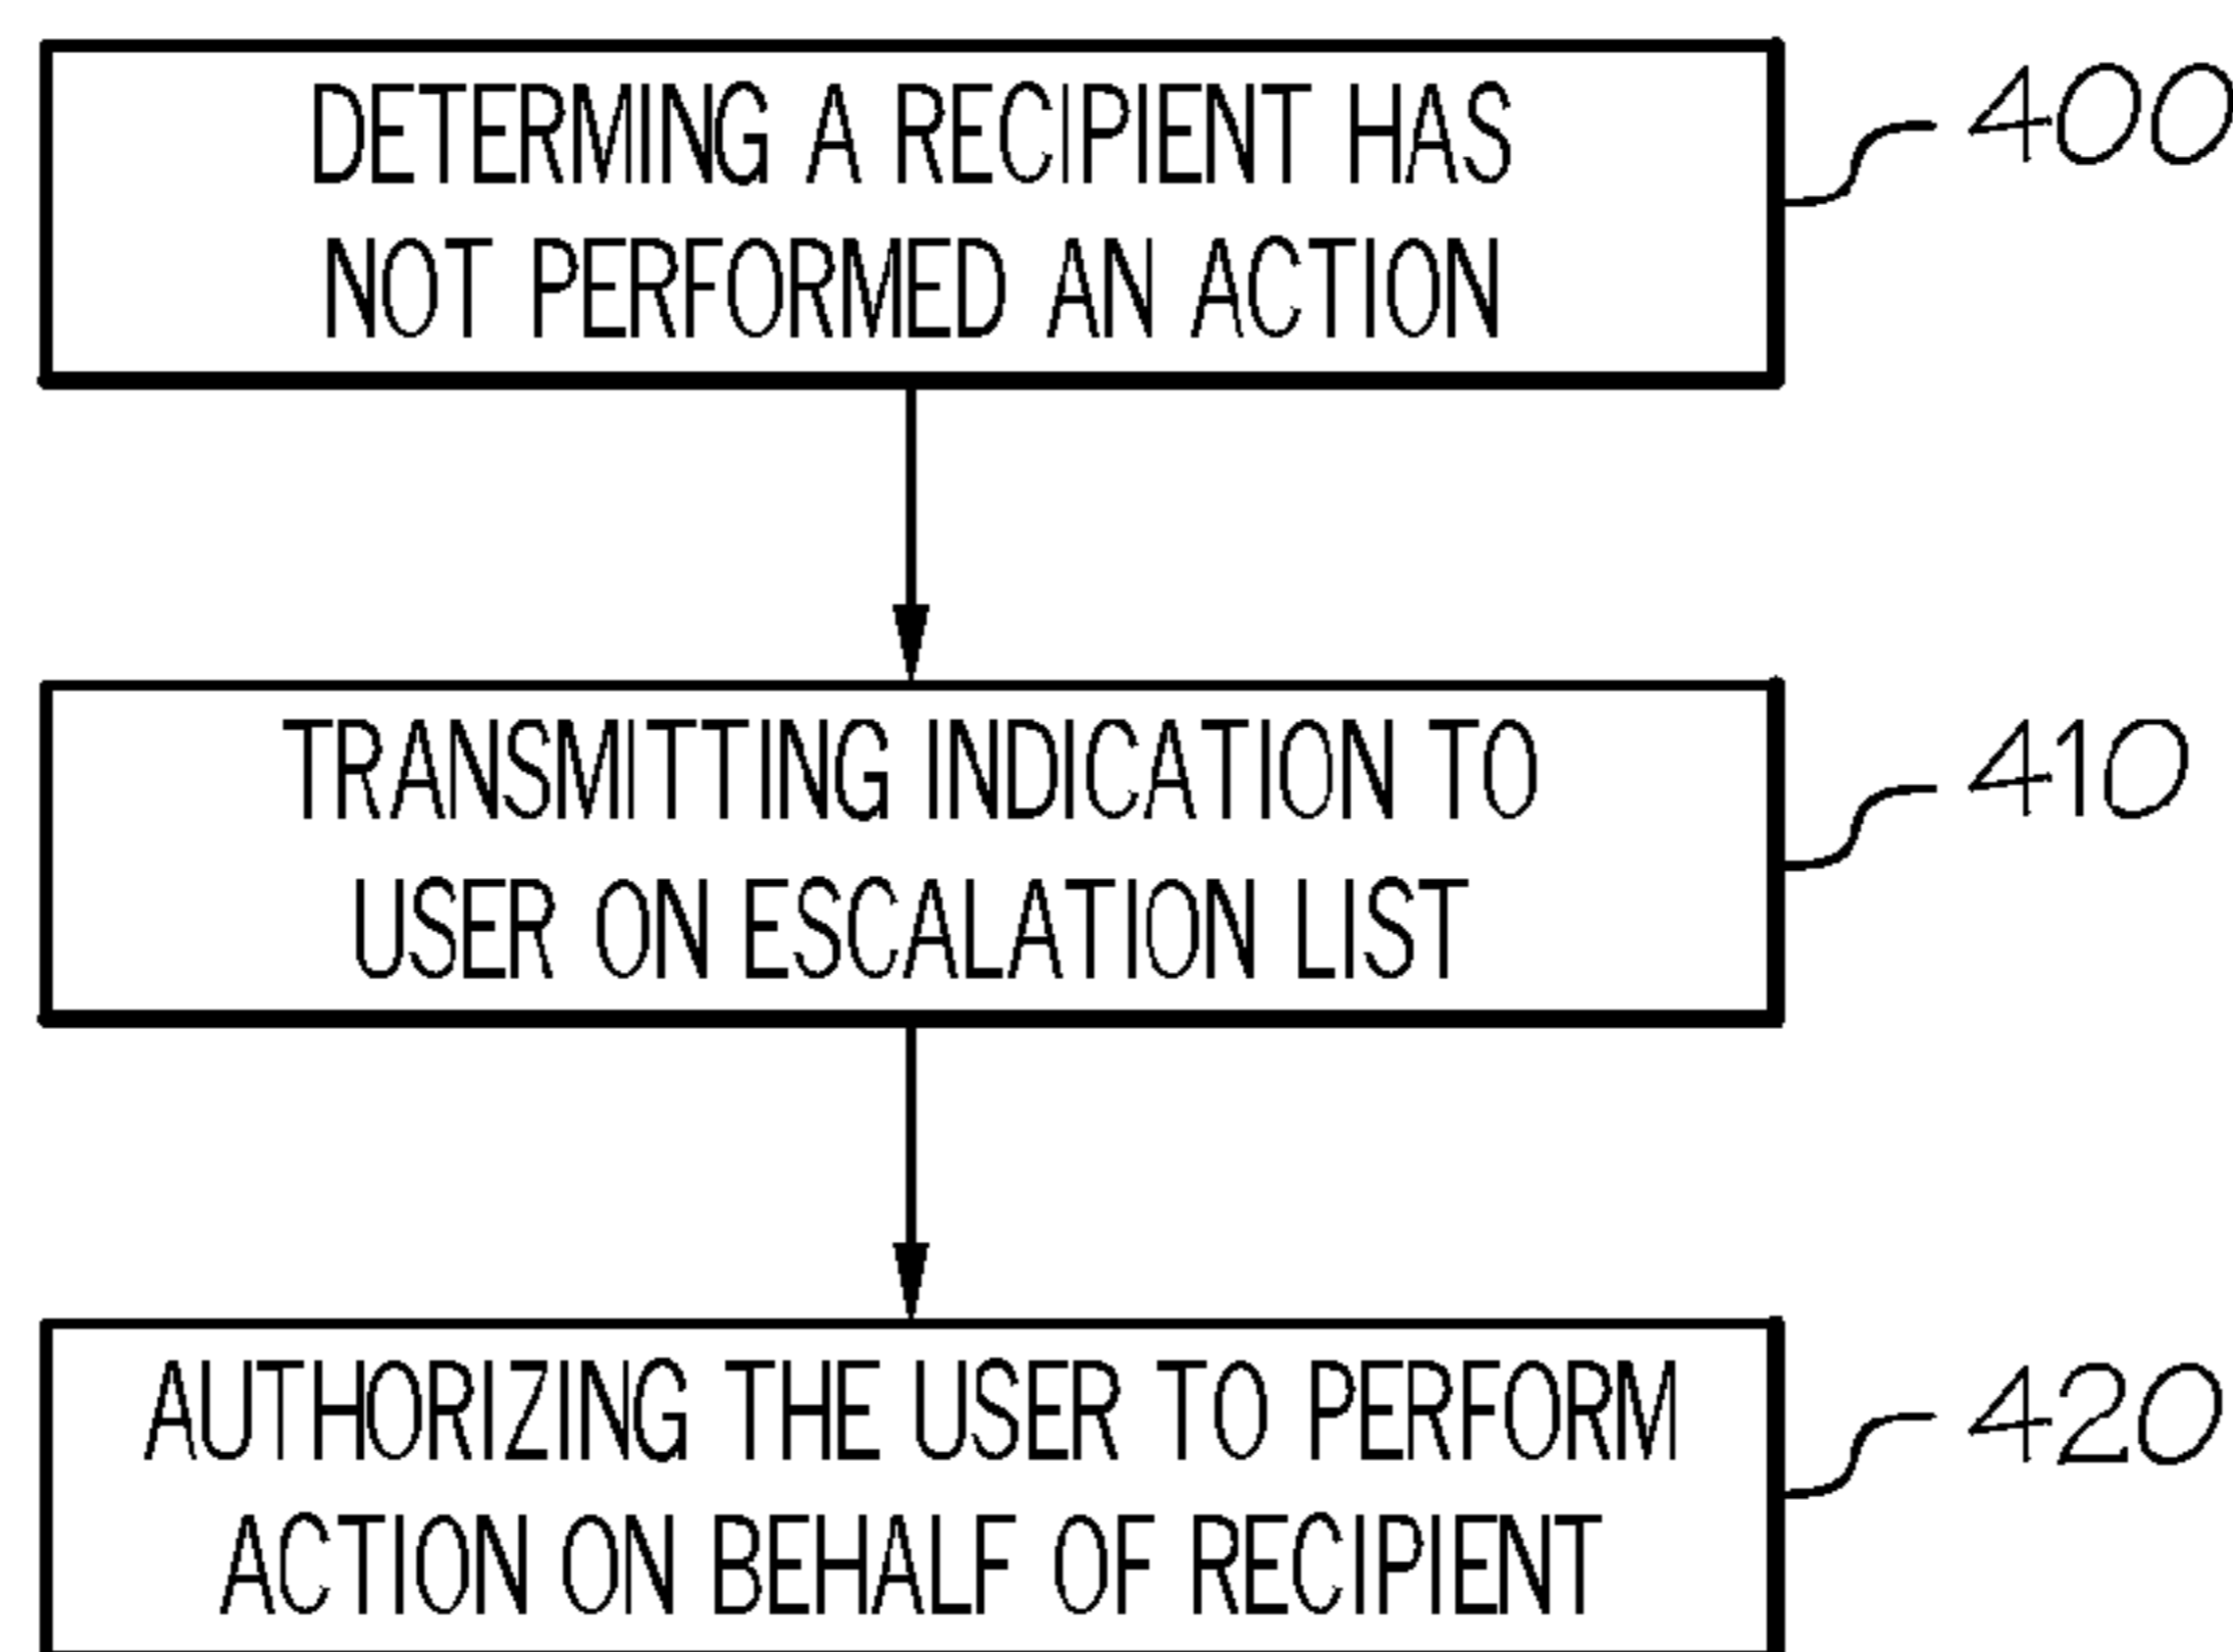 DETERMING A RECIPIENT HAS
NOT PERFORMED AN ACTION
400
TRANSMITTING INDICATION TO
USER ON ESCALATION LIST
410
AUTHORIZING THE USER TO PERFORM
ACTION ON BEHALF OF RECIPIENT
420